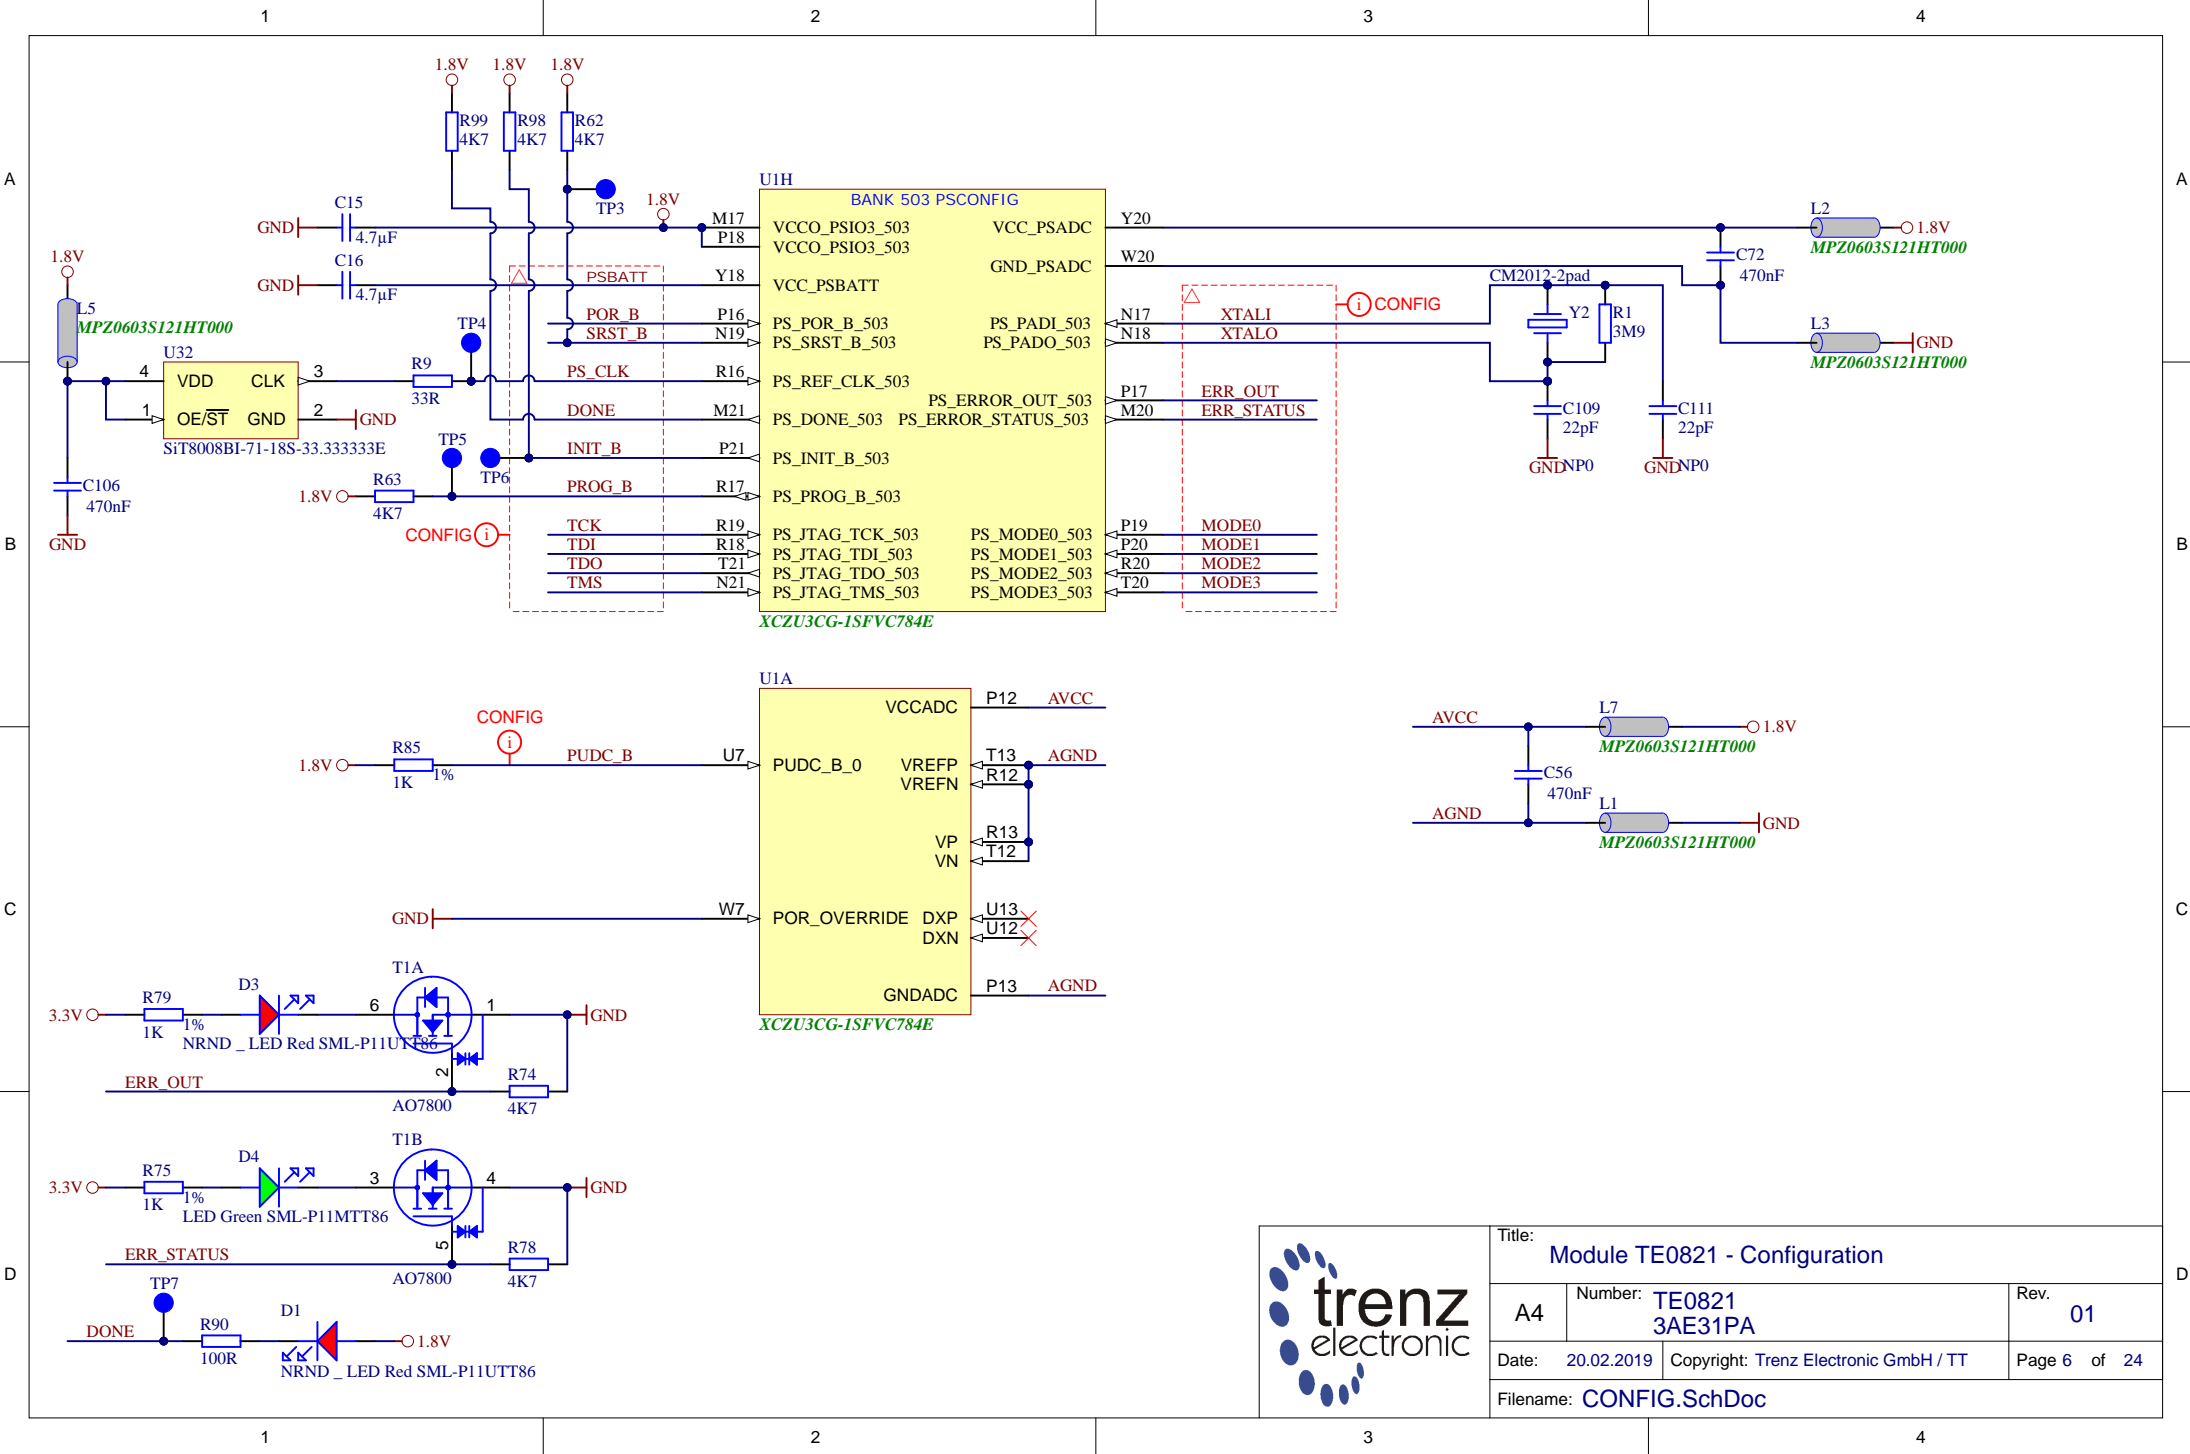 1 2 3 4
A A
B B
C C
D D
1.8V 1.8V 1.8V
R99 4K7
R98 4K7
R62 4K7
TP3
1.8V
C15
GND
4.7µF
C16
GND
4.7µF
1.8V
L5
MPZ0603S121HT000
U32
4 VDD CLK 3
1 OE/ST GND 2
GND
SiT8008BI-71-18S-33.333333E
C106
470nF
GND
TP4
R9
33R
TP5
TP6
1.8V
R63
4K7
CONFIG
i
PSBATT
POR_B
SRST_B
PS_CLK
DONE
INIT_B
PROG_B
TCK
TDI
TDO
TMS
U1H
BANK 503 PSCONFIG
M17 VCCO_PSIO3_503
P18 VCCO_PSIO3_503
Y18 VCC_PSBATT
P16 PS_POR_B_503
N19 PS_SRST_B_503
R16 PS_REF_CLK_503
M21 PS_DONE_503
P21 PS_INIT_B_503
R17 PS_PROG_B_503
R19 PS_JTAG_TCK_503
R18 PS_JTAG_TDI_503
T21 PS_JTAG_TDO_503
N21 PS_JTAG_TMS_503
VCC_PSADC Y20
GND_PSADC W20
PS_PADI_503 N17
PS_PADO_503 N18
PS_ERROR_OUT_503 P17
PS_ERROR_STATUS_503 M20
PS_MODE0_503 P19
PS_MODE1_503 P20
PS_MODE2_503 R20
PS_MODE3_503 T20
XCZU3CG-1SFVC784E
XTALI
XTALO
ERR_OUT
ERR_STATUS
MODE0
MODE1
MODE2
MODE3
i CONFIG
CM2012-2pad
Y2
R1
3M9
C109
22pF
GND NP0
C111
22pF
GND NP0
L2
1.8V
MPZ0603S121HT000
C72
470nF
L3
GND
MPZ0603S121HT000
U1A
CONFIG
i
1.8V
R85
1K
1%
PUDC_B
U7 PUDC_B_0
GND
W7 POR_OVERRIDE
VCCADC P12 AVCC
VREFP T13 AGND
VREFN R12
VP R13
VN T12
DXP U13
DXN U12
GNDADC P13 AGND
XCZU3CG-1SFVC784E
AVCC
L7
1.8V
MPZ0603S121HT000
C56
470nF
AGND
L1
GND
MPZ0603S121HT000
T1A
3.3V
R79
1K
1%
D3
6 1
GND
NRND _ LED Red SML-P11UTT86
2
ERR_OUT
AO7800
R74
4K7
T1B
3.3V
R75
1K
1%
D4
3 4
GND
LED Green SML-P11MTT86
5
ERR_STATUS
AO7800
R78
4K7
TP7
DONE
R90
100R
D1
1.8V
NRND _ LED Red SML-P11UTT86
trenz
electronic
Title:
Module TE0821 - Configuration
A4
Number: TE0821
3AE31PA
Rev.
01
Date: 20.02.2019
Copyright: Trenz Electronic GmbH / TT
Page 6 of 24
Filename: CONFIG.SchDoc
1 2 3 4